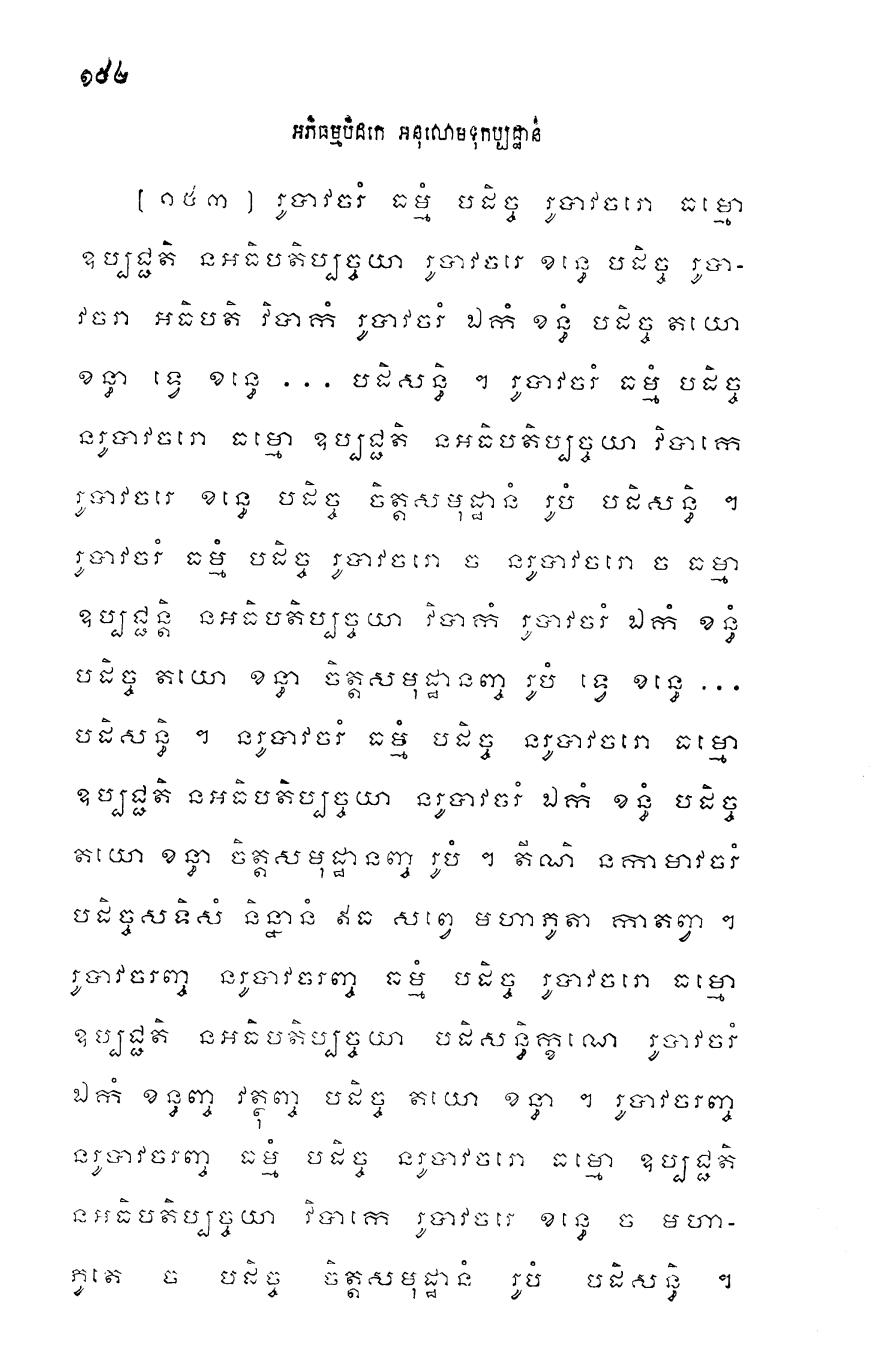 ១៩២
អភិធម្មបិដកេ អនុលោមទុកប្បដ្ឋានំ
[ ១៥៣ ] រូបាវចរំ ធម្មំ បដិច្ច រូបាវចរោ ធម្មោ
ឧប្បជ្ជតិ នអធិបតិប្បច្ចយា រូបាវចរេ ខន្ធេ បដិច្ច រូបា-
វចរា អធិបតិ វិបាកំ រូបាវចរំ ឯកំ ខន្ធំ បដិច្ច តយោ
ខន្ធា ទ្វេ ខន្ធេ ... បដិសន្ធិ ។ រូបាវចរំ ធម្មំ បដិច្ច
នរូបាវចរោ ធម្មោ ឧប្បជ្ជតិ នអធិបតិប្បច្ចយា វិបាកេ
រូបាវចរេ ខន្ធេ បដិច្ច ចិត្តសមុដ្ឋានំ រូបំ បដិសន្ធិ ។
រូបាវចរំ ធម្មំ បដិច្ច រូបាវចរោ ច នរូបាវចរោ ច ធម្មា
ឧប្បជ្ជន្តិ នអធិបតិប្បច្ចយា វិបាកំ រូបាវចរំ ឯកំ ខន្ធំ
បដិច្ច តយោ ខន្ធា ចិត្តសមុដ្ឋានញ្ច រូបំ ទ្វេ ខន្ធេ ...
បដិសន្ធិ ។ នរូបាវចរំ ធម្មំ បដិច្ច នរូបាវចរោ ធម្មោ
ឧប្បជ្ជតិ នអធិបតិប្បច្ចយា នរូបាវចរំ ឯកំ ខន្ធំ បដិច្ច
តយោ ខន្ធា ចិត្តសមុដ្ឋានញ្ច រូបំ ។ តីណិ នកាមាវចរំ
បដិច្ចសទិសំ និន្នានំ ឥធ សព្វេ មហាភូតា កាតព្វា ។
រូបាវចរញ្ច នរូបាវចរញ្ច ធម្មំ បដិច្ច រូបាវចរោ ធម្មោ
ឧប្បជ្ជតិ នអធិបតិប្បច្ចយា បដិសន្ធិក្ខណេ រូបាវចរំ
ឯកំ ខន្ធញ្ច វត្ថុញ្ច បដិច្ច តយោ ខន្ធា ។ រូបាវចរញ្ច
នរូបាវចរញ្ច ធម្មំ បដិច្ច នរូបាវចរោ ធម្មោ ឧប្បជ្ជតិ
នអធិបតិប្បច្ចយា វិបាកេ រូបាវចរេ ខន្ធេ ច មហា-
ភូតេ ច បដិច្ច ចិត្តសមុដ្ឋានំ រូបំ បដិសន្ធិ ។